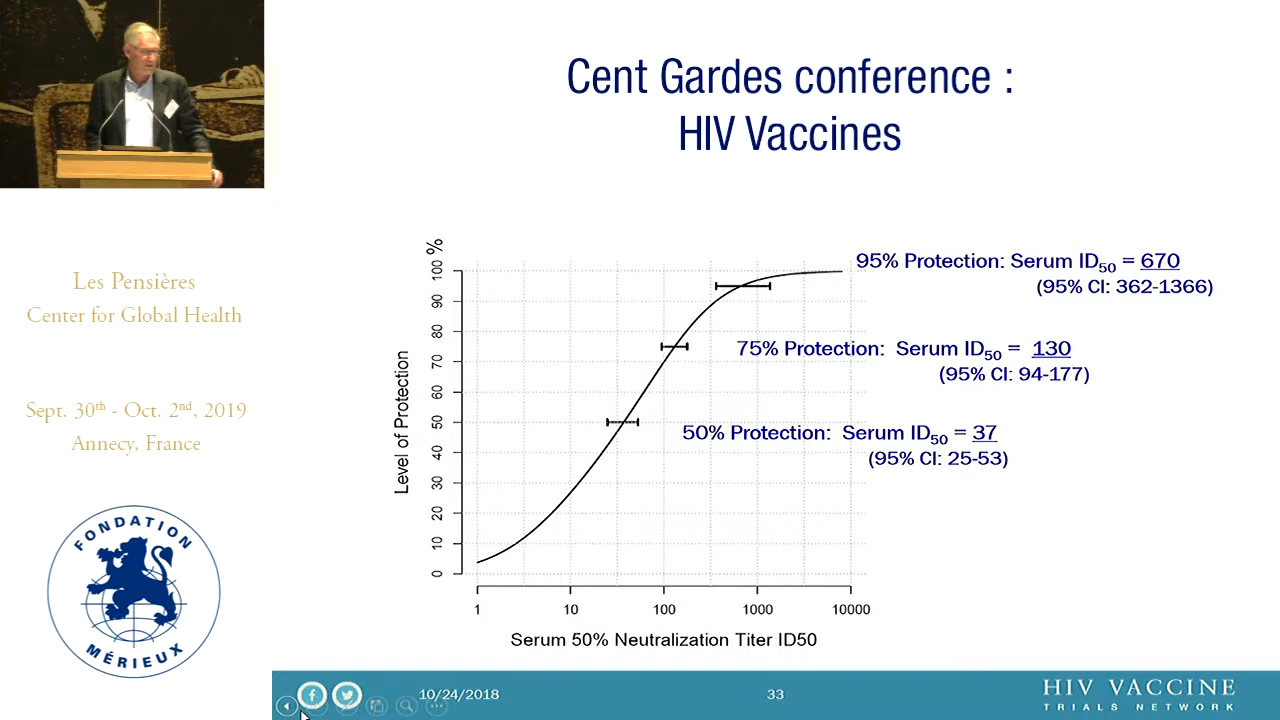 Cent Gardes conference :
HIV Vaccines
Les Pensières
Center for Global Health
Sept. 30th - Oct. 2nd, 2019
Annecy, France
FONDATION
MÉRIEUX
%
100
90
80
70
60
50
40
30
20
10
0
Level of Protection
95% Protection: Serum ID50 = 670
(95% CI: 362-1366)
75% Protection: Serum ID50 = 130
(95% CI: 94-177)
50% Protection: Serum ID50 = 37
(95% CI: 25-53)
1 10 100 1000 10000
Serum 50% Neutralization Titer ID50
10/24/2018
33
HIV VACCINE
TRIALS NETWORK